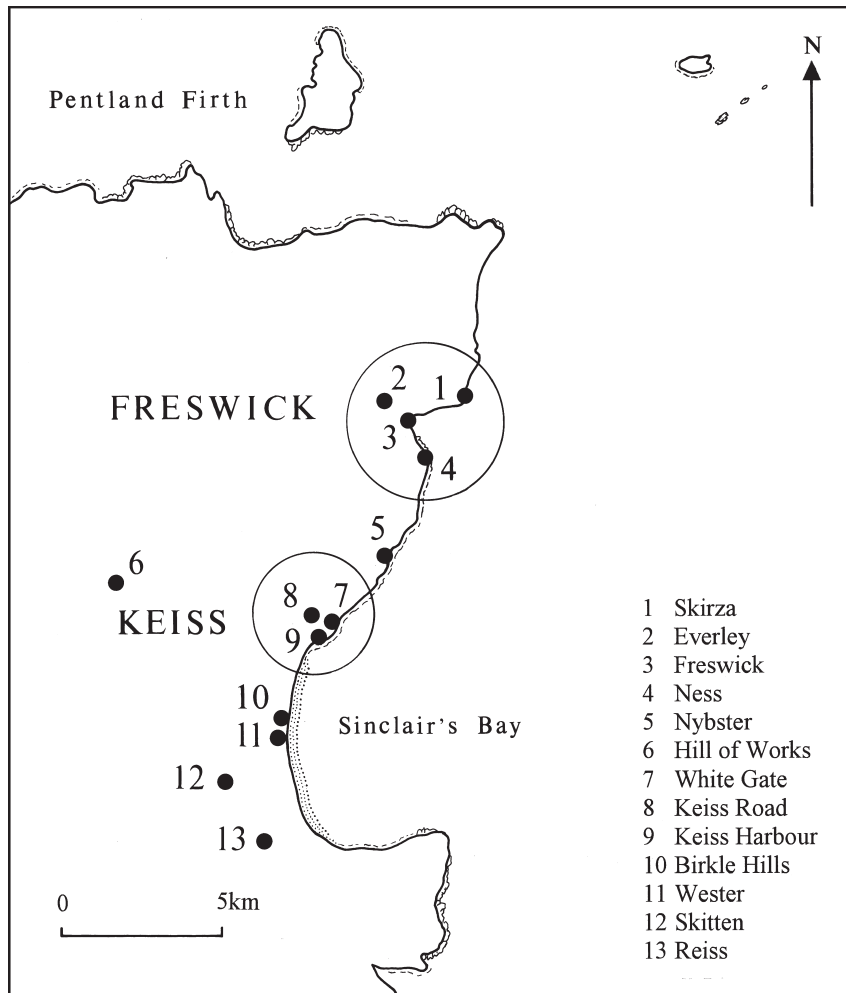 N
Pentland Firth
2
1
FRESWICK
3
4
5
6
8
7
KEISS
9
10
Sinclair's Bay
11
12
13
0
5km
1 Skirza
2 Everley
3 Freswick
4 Ness
5 Nybster
6 Hill of Works
7 White Gate
8 Keiss Road
9 Keiss Harbour
10 Birkle Hills
11 Wester
12 Skitten
13 Reiss